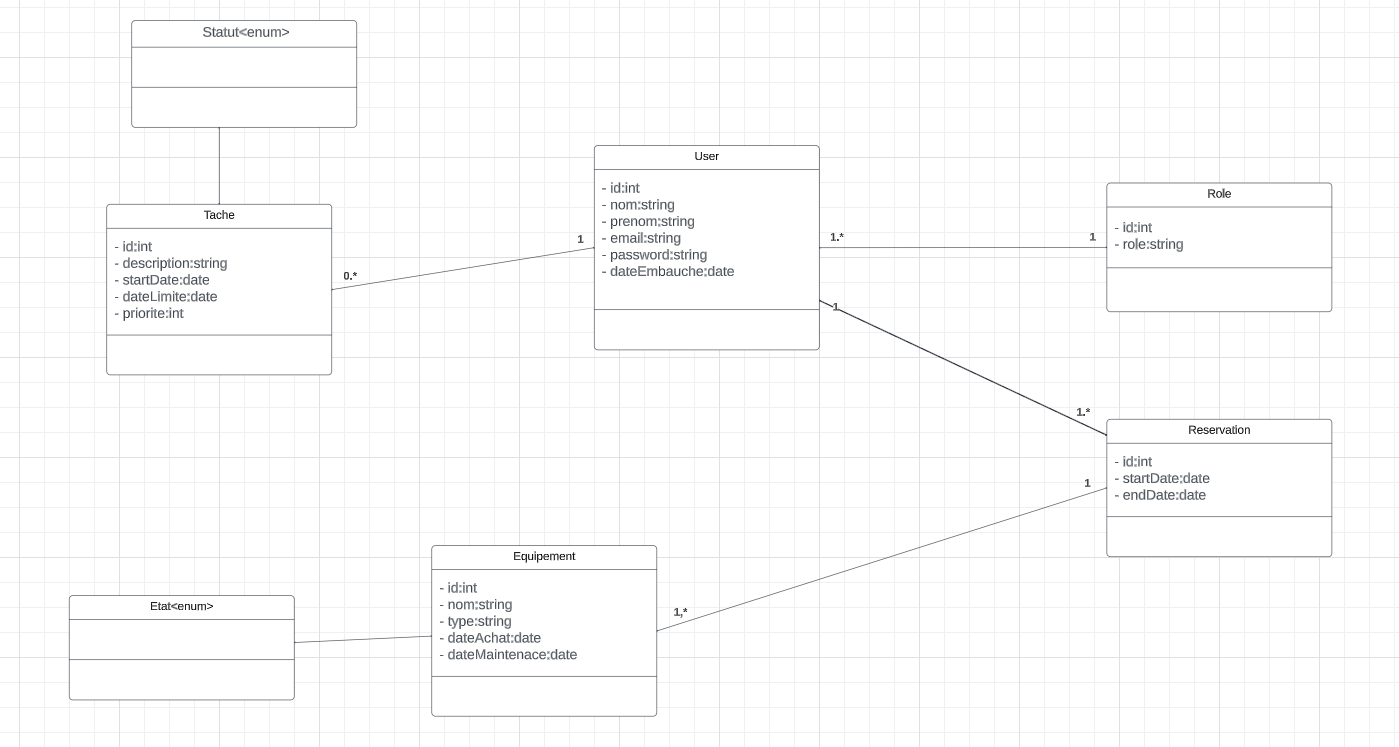 Statut<enum>
Tache
- id:int
- description:string
- startDate:date
- dateLimite:date
- priorite:int
0.*
1
User
- id:int
- nom:string
- prenom:string
- email:string
- password:string
- dateEmbauche:date
1.*
1
Role
- id:int
- role:string
1
1.*
Reservation
- id:int
- startDate:date
- endDate:date
1
1,*
Equipement
- id:int
- nom:string
- type:string
- dateAchat:date
- dateMaintenace:date
Etat<enum>